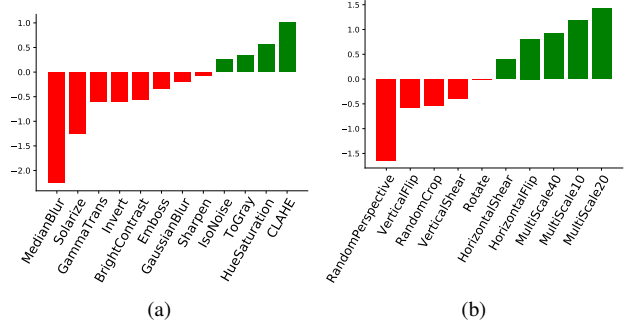 1.0
0.5
0.0
−0.5
−1.0
−1.5
−2.0
MedianBlur
Solarize
GammaTrans
Invert
BrightContrast
Emboss
GaussianBlur
Sharpen
IsoNoise
ToGray
HueSaturation
CLAHE
(a)
1.5
1.0
0.5
0.0
−0.5
−1.0
−1.5
RandomPerspective
VerticalFlip
RandomCrop
VerticalShear
Rotate
HorizontalShear
HorizontalFlip
MultiScale40
MultiScale10
MultiScale20
(b)